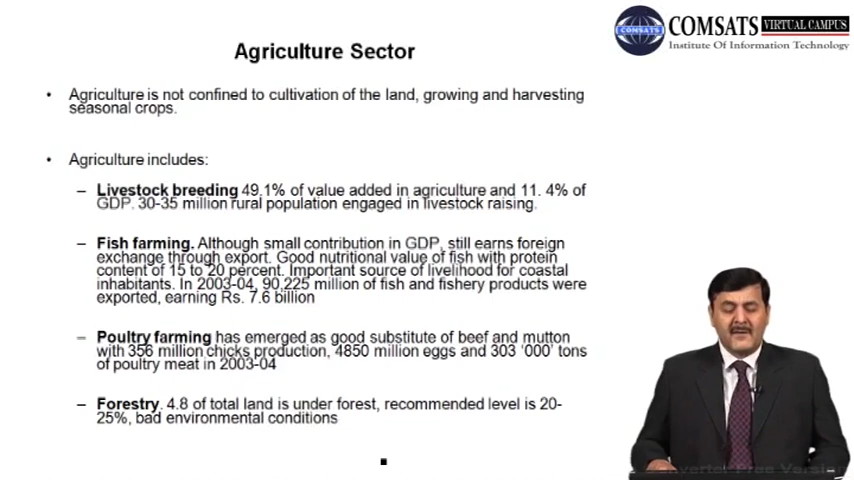 COMSATS VIRTUAL CAMPUS
COMSATS
Institute Of Information Technology
Agriculture Sector
• Agriculture is not confined to cultivation of the land, growing and harvesting
seasonal crops.
• Agriculture includes:
– Livestock breeding 49.1% of value added in agriculture and 11. 4% of
GDP. 30-35 million rural population engaged in livestock raising.
– Fish farming. Although small contribution in GDP, still earns foreign
exchange through export. Good nutritional value of fish with protein
content of 15 to 20 percent. Important source of livelihood for coastal
inhabitants. In 2003-04, 90,225 million of fish and fishery products were
exported, earning Rs. 7.6 billion
– Poultry farming has emerged as good substitute of beef and mutton
with 356 million chicks production, 4850 million eggs and 303 ‘000’ tons
of poultry meat in 2003-04
– Forestry. 4.8 of total land is under forest, recommended level is 20-
25%, bad environmental conditions
Version